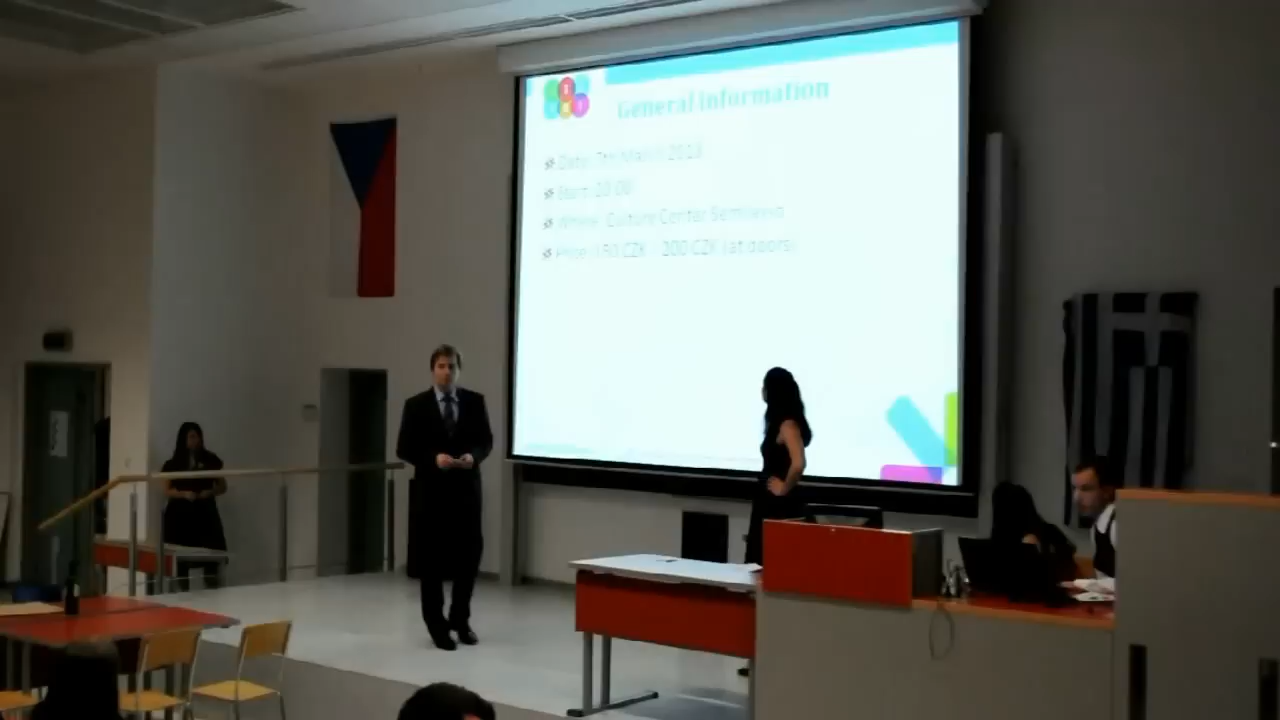 General Information
Date: 7th March 2013
Start: 20:00
Where: Culture Center Semilasso
Price: 150 CZK / 200 CZK (at doors)